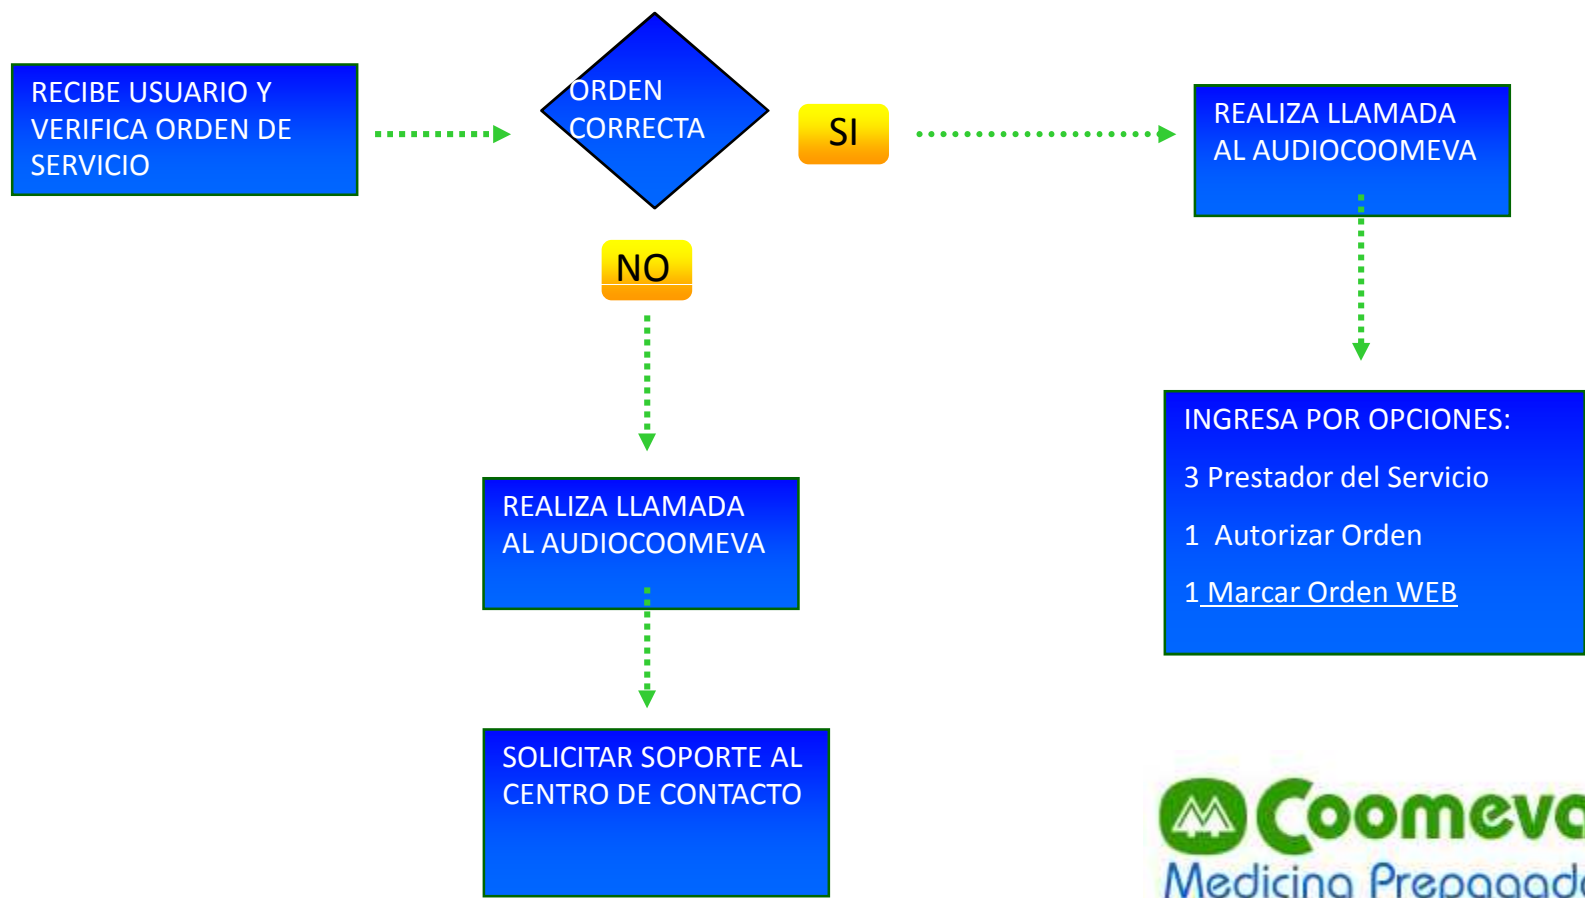 RECIBE USUARIO Y
VERIFICA ORDEN DE
SERVICIO
ORDEN
CORRECTA
SI
REALIZA LLAMADA
AL AUDIOCOOMEVA
NO
INGRESA POR OPCIONES:
3 Prestador del Servicio
1 Autorizar Orden
1 Marcar Orden WEB
REALIZA LLAMADA
AL AUDIOCOOMEVA
SOLICITAR SOPORTE AL
CENTRO DE CONTACTO
Coomeva
Medicina Prepagada